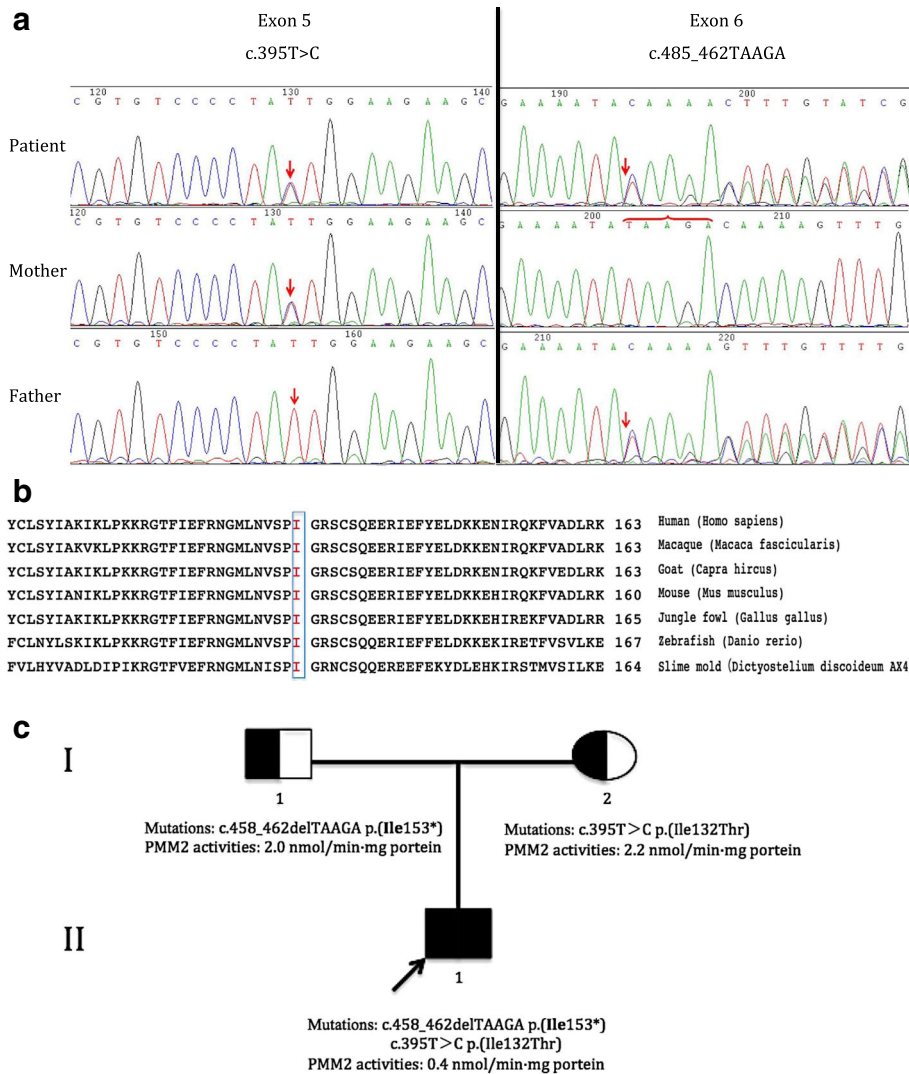 a
Exon 5
Exon 6
c.395T>C
c.485_462TAAGA
120 130 140
C G T G T C C C C T A T T G G A A G A A G C
190 200
G A A A A T A C A A A A C T T T G T A T C G
Patient
120 130 140
C G T G T C C C C T A T T G G A A G A A G C
200 210
G A A A A T A T A A G A C A A A A G T T T G
Mother
150 160
C G T G T C C C C T A T T G G A A G A A G C
210 220
G A A A A T A C A A A A G T T T G T T T T G
Father
b
YCLSYIAKIKLPKKRGTFIEFRNGMLNVSPI GRSCSQEERIEFYELDKKENIRQKFVADLRK 163 Human (Homo sapiens)
YCLSYIAKVKLPKKRGTFIEFRNGMLNVSPI GRSCSQEERIEFYELDKKENIRQKFVADLRK 163 Macaque (Macaca fascicularis)
YCLSYIAKIKLPKKRGTFIEFRNGMLNVSPI GRSCSQEERIEFYELDRKENIRQKFVEDLRK 163 Goat (Capra hircus)
YCLSYIANIKLPKKRGTFIEFRNGMLNVSPI GRSCSQEERIEFYELDKKEHIRQKFVADLRR 160 Mouse (Mus musculus)
YCLSYIASIKLPKKRGTFIEFRNGMLNVSPI GRSCSQEERIEFYELDKKEHIREKFVADLRR 165 Jungle fowl (Gallus gallus)
FCLNYLSKIKLPKKRGTFIEFRNGMLNVSPI GRSCSQQERIEFFELDKKEKIRETFVSVLKE 167 Zebrafish (Danio rerio)
FVLHYVADLDIPIKRGTFVEFRNGMLNISPI GRNCSQQEREEFEKYDLEHKIRSTMVSILKE 164 Slime mold (Dictyostelium discoideum AX4
c
I
1
2
Mutations: c.458_462delTAAGA p.(Ile153*)
PMM2 activities: 2.0 nmol/min·mg portein
Mutations: c.395T>C p.(Ile132Thr)
PMM2 activities: 2.2 nmol/min·mg portein
II
1
Mutations: c.458_462delTAAGA p.(Ile153*)
c.395T>C p.(Ile132Thr)
PMM2 activities: 0.4 nmol/min·mg portein